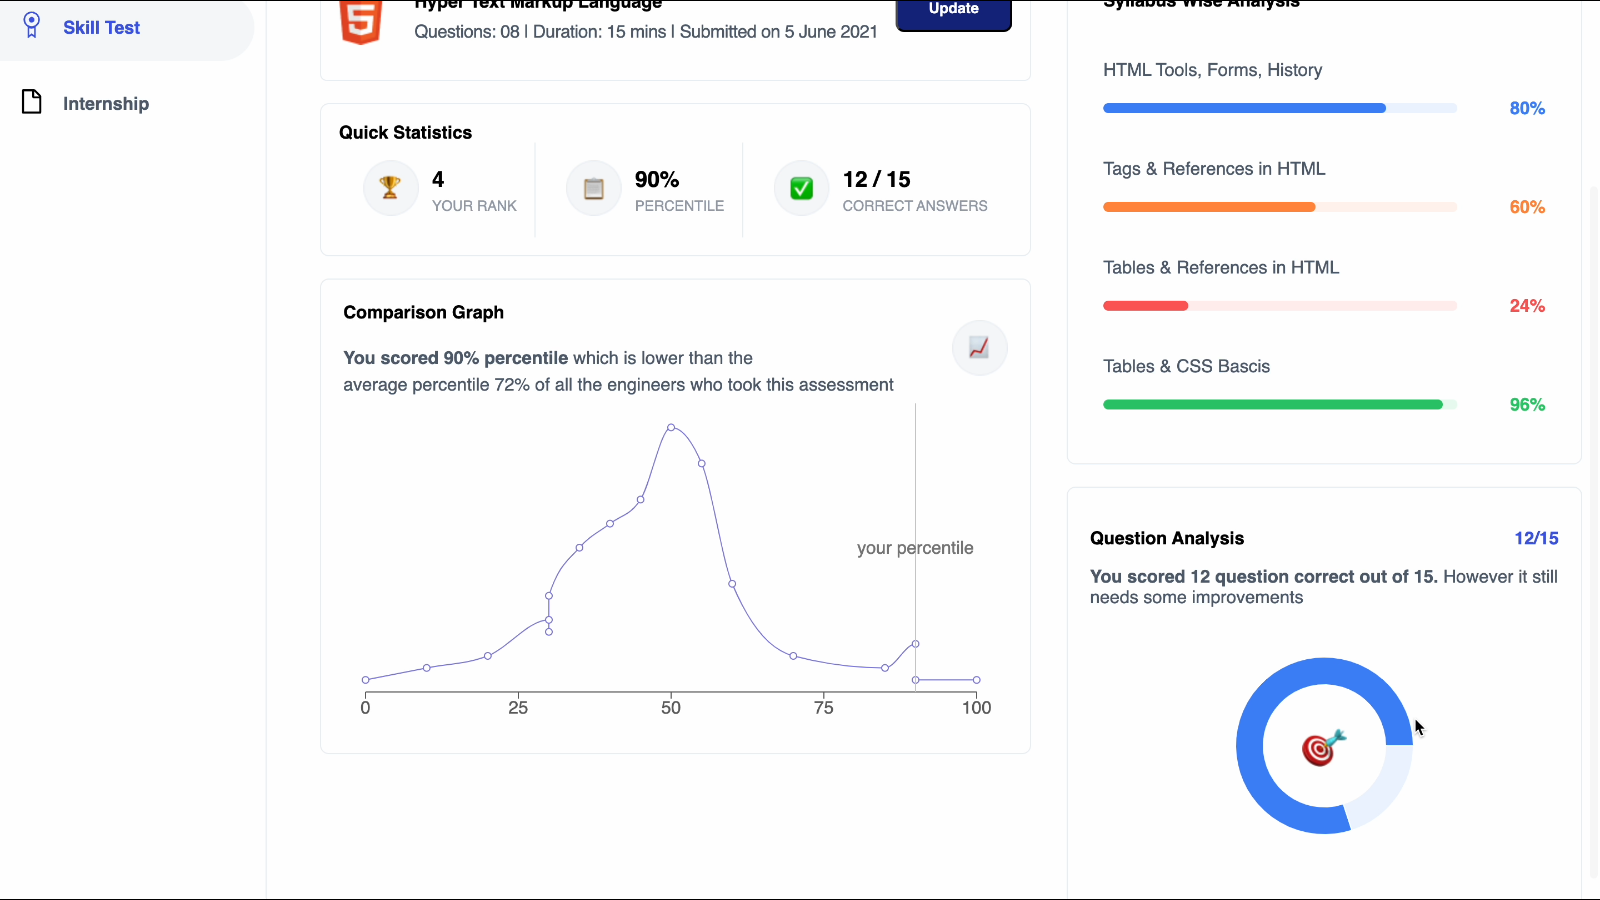 Skill Test
Internship
Hyper Text Markup Language
Questions: 08 | Duration: 15 mins | Submitted on 5 June 2021
Update
Quick Statistics
4
YOUR RANK
90%
PERCENTILE
12 / 15
CORRECT ANSWERS
Comparison Graph
You scored 90% percentile which is lower than the
average percentile 72% of all the engineers who took this assessment
your percentile
0 25 50 75 100
Syllabus Wise Analysis
HTML Tools, Forms, History
80%
Tags & References in HTML
60%
Tables & References in HTML
24%
Tables & CSS Bascis
96%
Question Analysis
12/15
You scored 12 question correct out of 15. However it still
needs some improvements